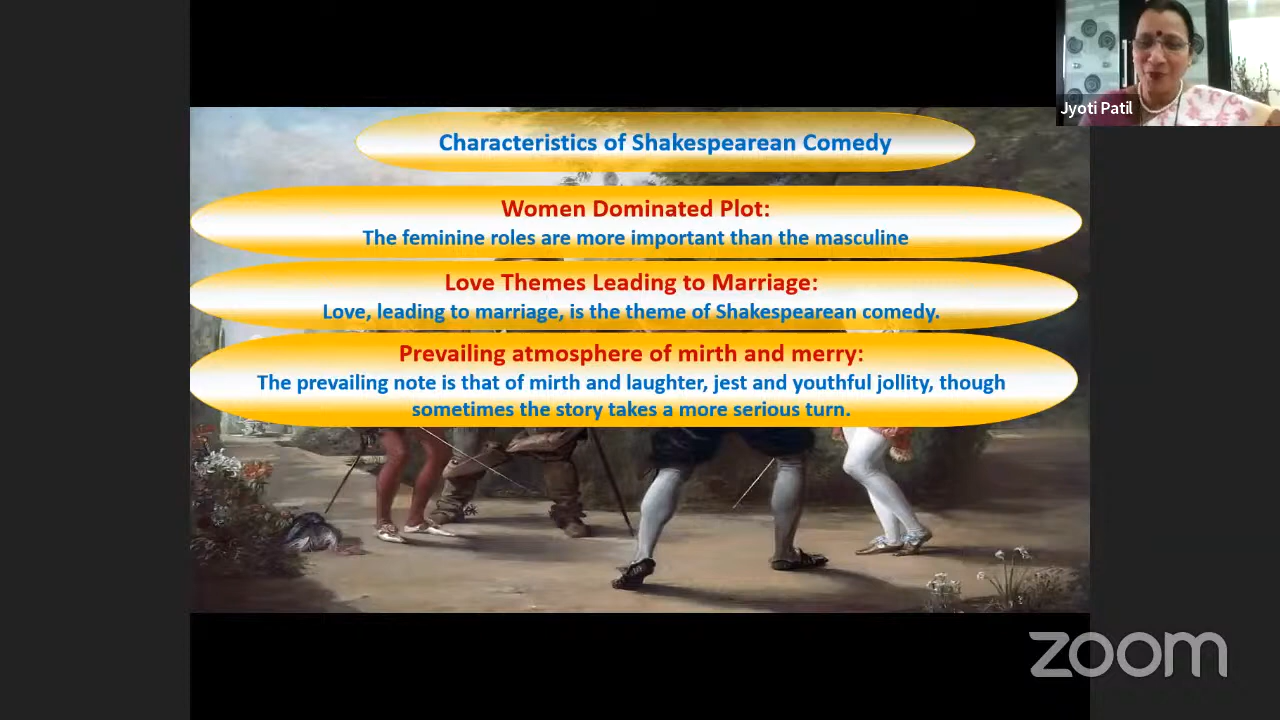 Jyoti Patil
Characteristics of Shakespearean Comedy
Women Dominated Plot:
The feminine roles are more important than the masculine
Love Themes Leading to Marriage:
Love, leading to marriage, is the theme of Shakespearean comedy.
Prevailing atmosphere of mirth and merry:
The prevailing note is that of mirth and laughter, jest and youthful jollity, though
sometimes the story takes a more serious turn.
zoom